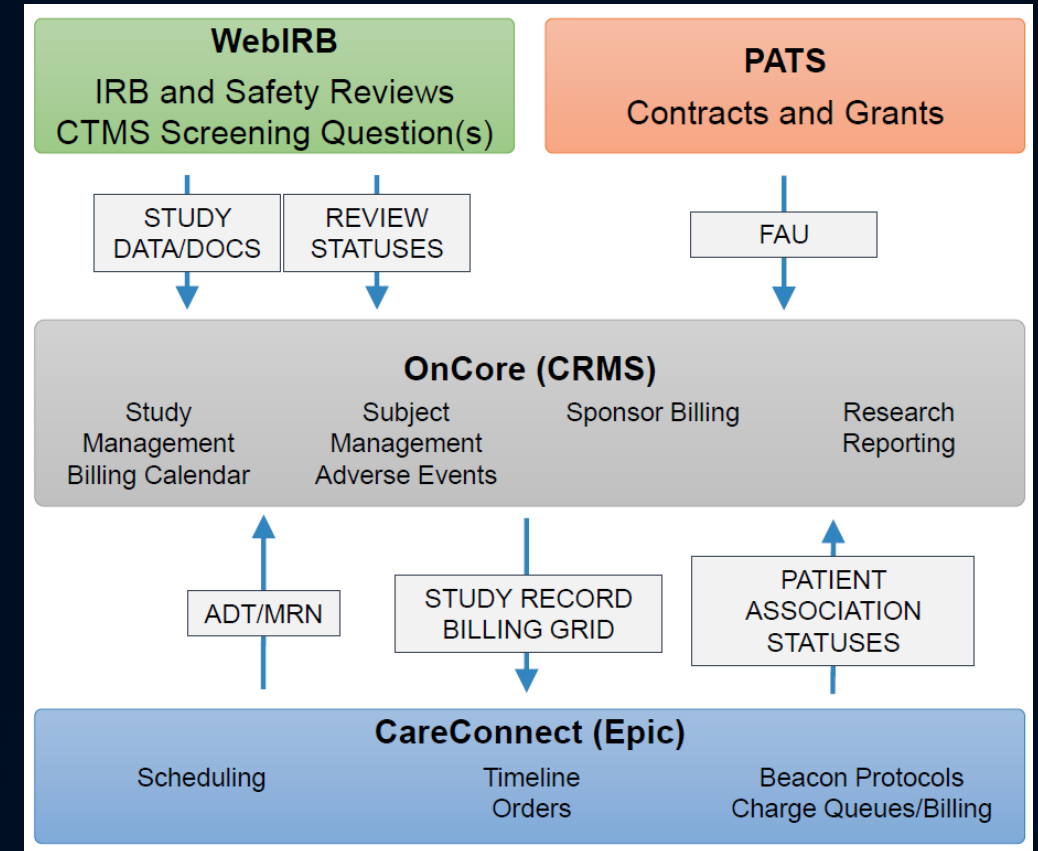 WebIRB
IRB and Safety Reviews
CTMS Screening Question(s)
PATS
Contracts and Grants
STUDY
DATA/DOCS
REVIEW
STATUSES
FAU
OnCore (CRMS)
Study
Management
Billing Calendar
Subject
Management
Adverse Events
Sponsor Billing
Research
Reporting
ADT/MRN
STUDY RECORD
BILLING GRID
PATIENT
ASSOCIATION
STATUSES
CareConnect (Epic)
Scheduling
Timeline
Orders
Beacon Protocols
Charge Queues/Billing